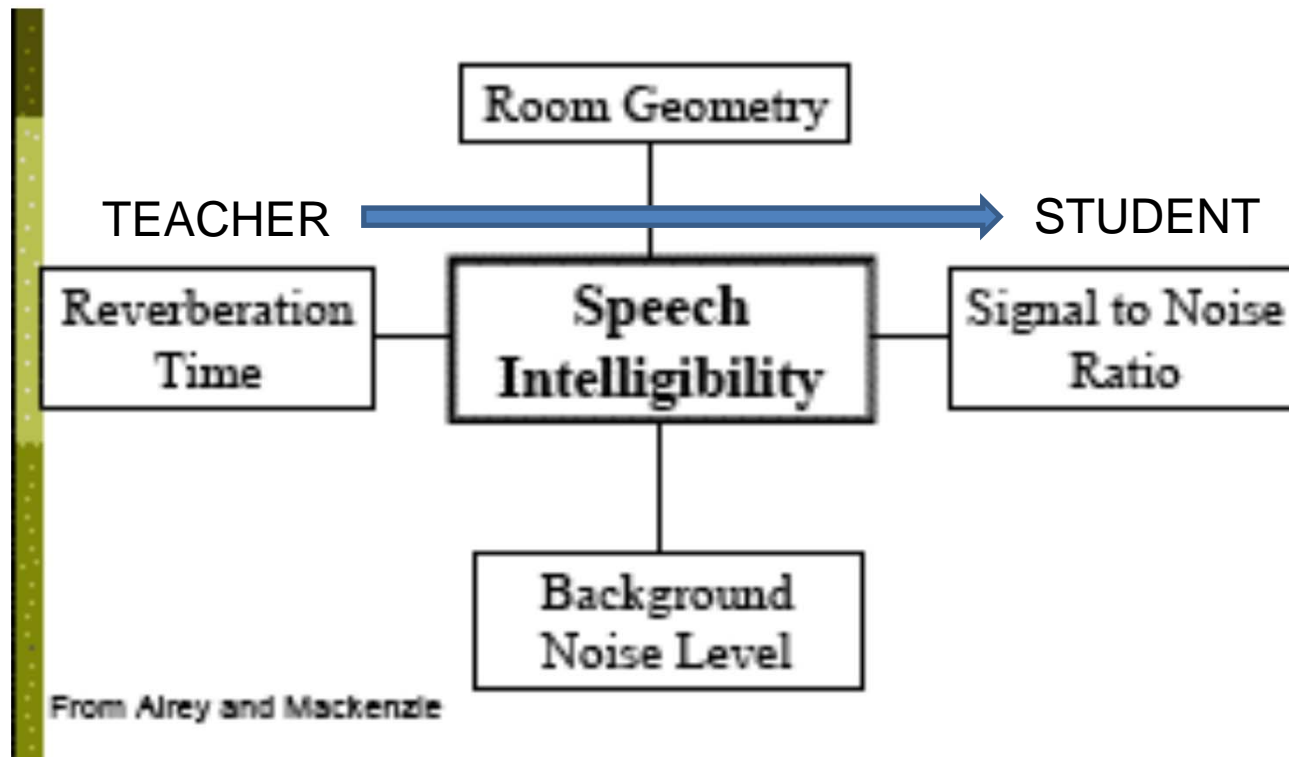 Room Geometry
TEACHER
STUDENT
Reverberation
Time
Speech
Intelligibility
Signal to Noise
Ratio
Background
Noise Level
From Airey and Mackenzie